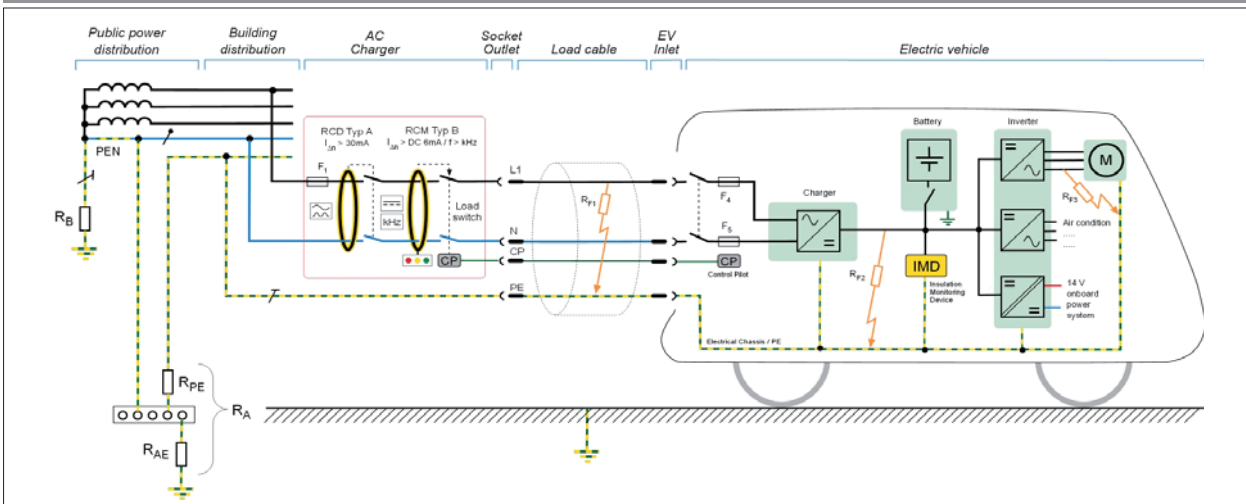 Public power
distribution
Building
distribution
AC
Charger
Socket
Outlet
Load cable
EV
Inlet
Electric vehicle
PEN
RCD Typ A
I∆n > 30mA
RCM Typ B
I∆n > DC 6mA / f > kHz
F1
kHz
Load
switch
CP
L1
N
CP
PE
RF1
F4
F5
CP
Control Pilot
Charger
Battery
Inverter
M
RF3
Air condition
.....
.....
RF2
IMD
Insulation
Monitoring
Device
14 V
onboard
power
system
Electrical Chassis / PE
RB
RPE
RA
RAE